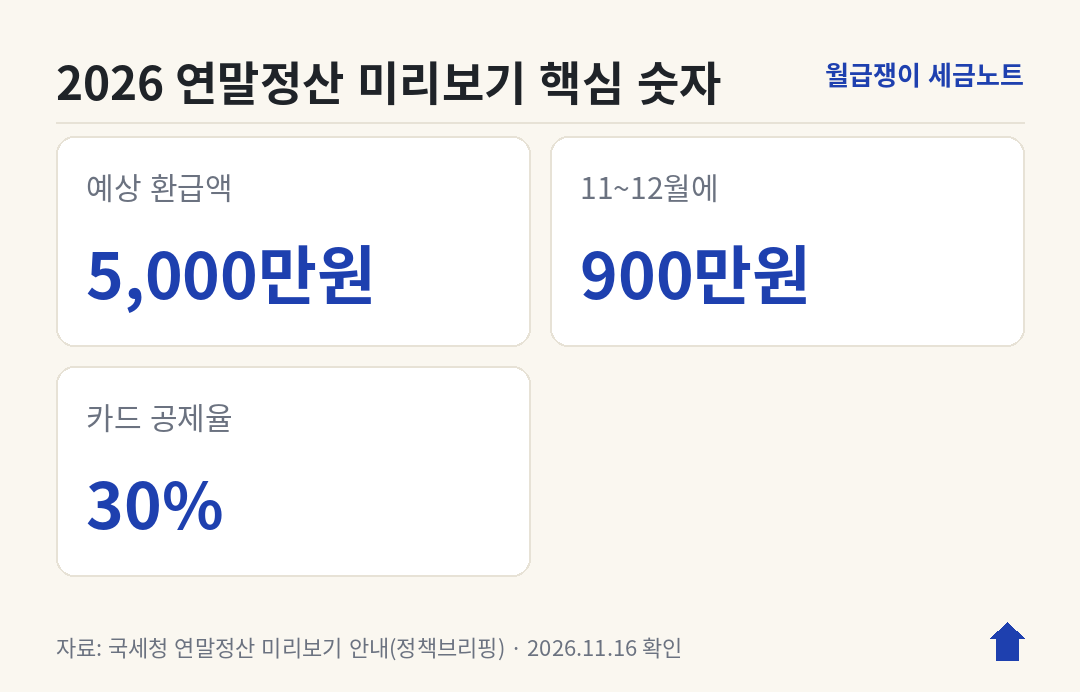 2026 연말정산 미리보기 핵심 숫자
월급쟁이 세금노트
예상 환급액
5,000만원
11~12월에
900만원
카드 공제율
30%
자료: 국세청 연말정산 미리보기 안내(정책브리핑) · 2026.11.16 확인